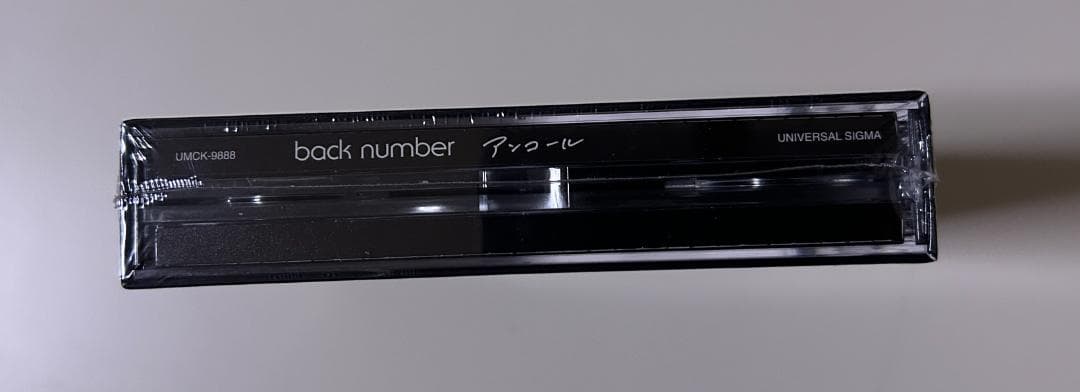 UMCK-9888 back number アンコール UNIVERSAL SIGMA